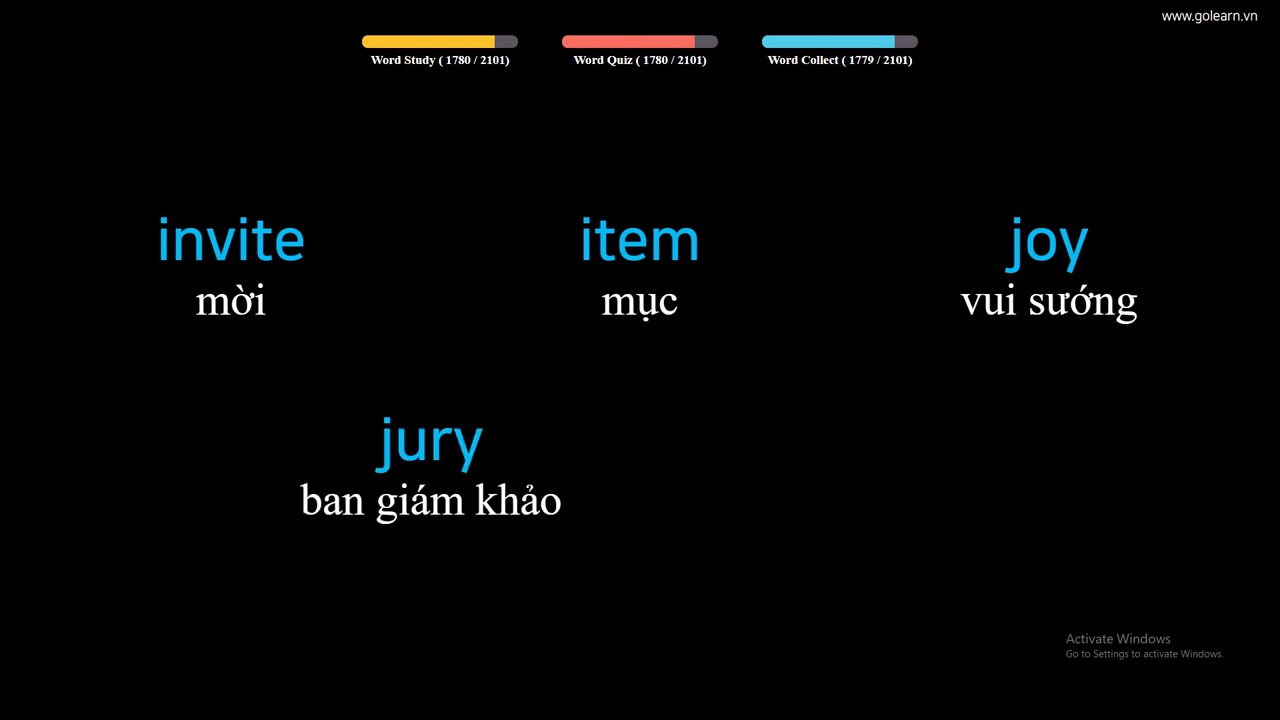 www.golearn.vn
Word Study ( 1780 / 2101)
Word Quiz ( 1780 / 2101)
Word Collect ( 1779 / 2101)
invite
mời
item
mục
joy
vui sướng
jury
ban giám khảo
Activate Windows
Go to Settings to activate Windows.